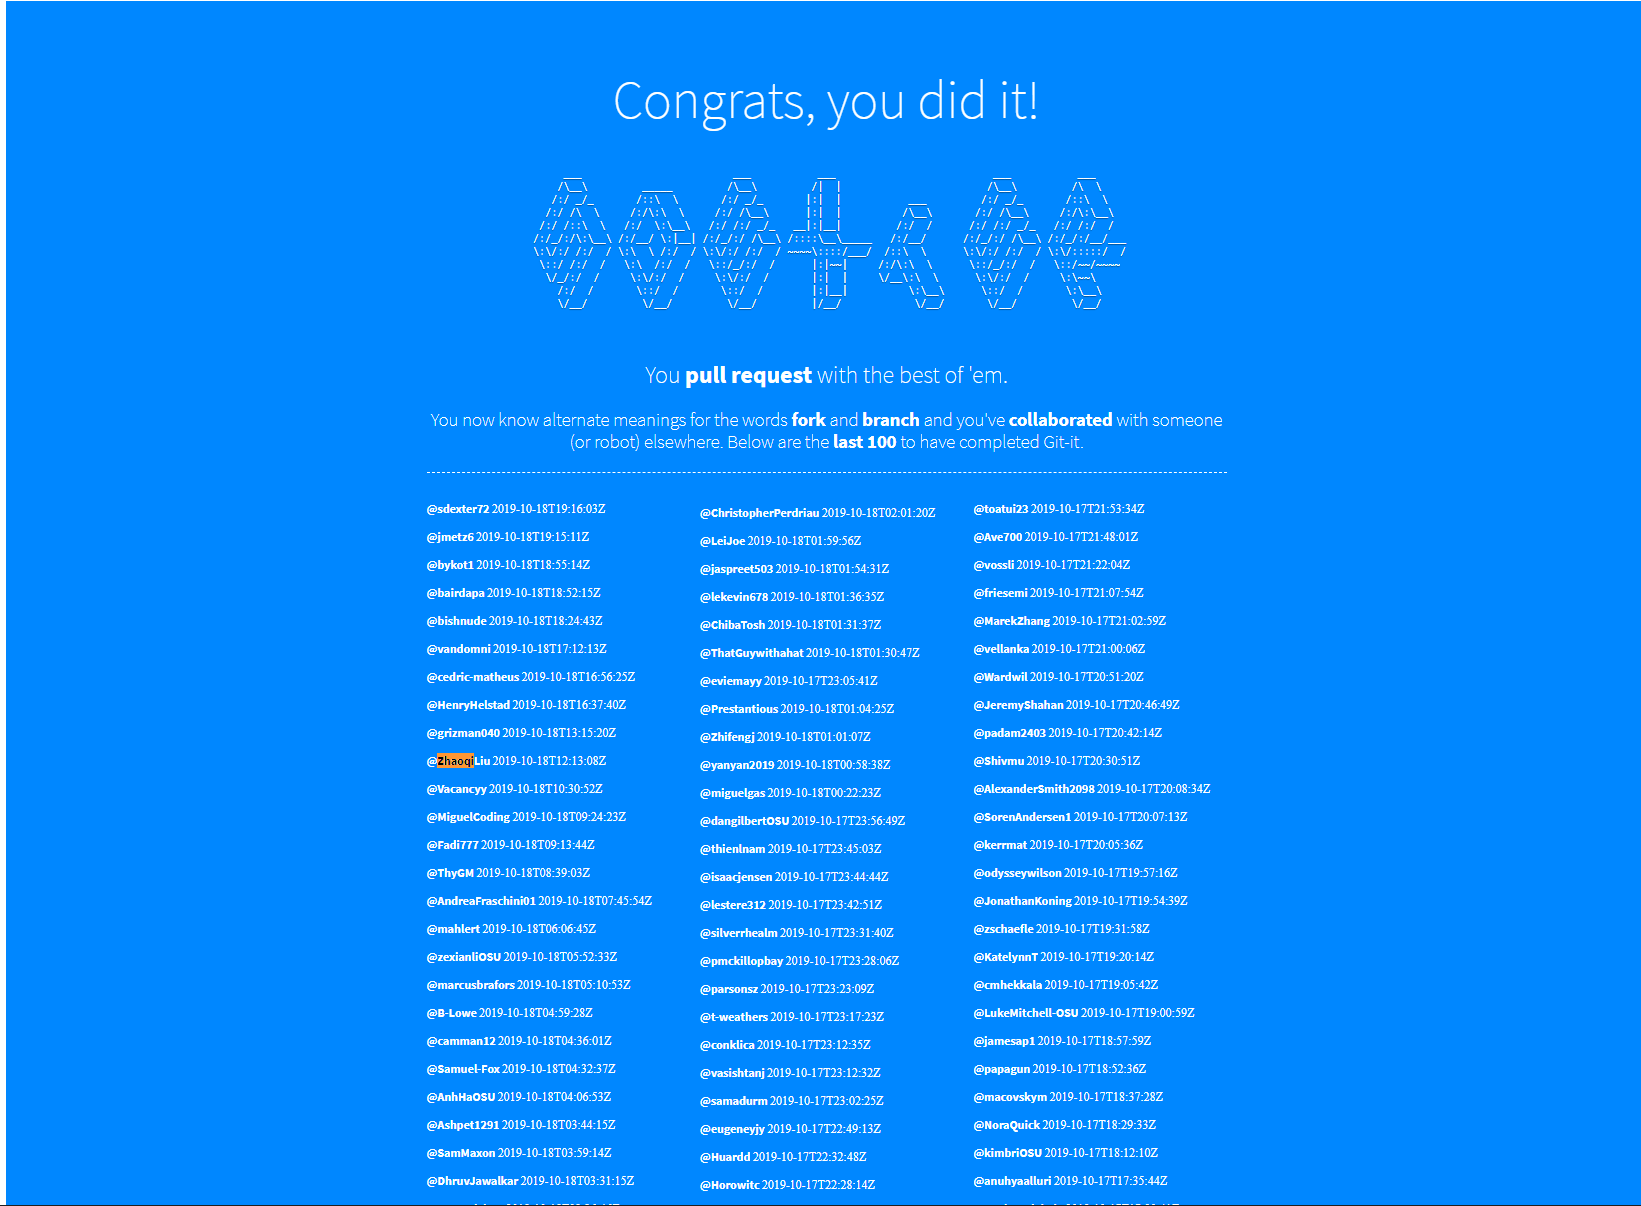 Congrats, you did it!
You pull request with the best of 'em.
You now know alternate meanings for the words fork and branch and you've collaborated with someone
(or robot) elsewhere. Below are the last 100 to have completed Git-it.
@sdexter72 2019-10-18T19:16:03Z
@jmetz6 2019-10-18T19:15:11Z
@bykot1 2019-10-18T18:55:14Z
@bairdapa 2019-10-18T18:52:15Z
@bishnude 2019-10-18T18:24:43Z
@vandomni 2019-10-18T17:12:13Z
@cedric-matheus 2019-10-18T16:56:25Z
@HenryHelstad 2019-10-18T16:37:40Z
@grizman040 2019-10-18T13:15:20Z
@ZhaoqiLiu 2019-10-18T12:13:08Z
@Vacancyy 2019-10-18T10:30:52Z
@MiguelCoding 2019-10-18T09:24:23Z
@Fadi777 2019-10-18T09:13:44Z
@ThyGM 2019-10-18T08:39:03Z
@AndreaFraschini01 2019-10-18T07:45:54Z
@mahlert 2019-10-18T06:06:45Z
@zexianliOSU 2019-10-18T05:52:33Z
@marcusbrafors 2019-10-18T05:10:53Z
@B-Lowe 2019-10-18T04:59:28Z
@camman12 2019-10-18T04:36:01Z
@Samuel-Fox 2019-10-18T04:32:37Z
@AnhHaOSU 2019-10-18T04:06:53Z
@Ashpet1291 2019-10-18T03:44:15Z
@SamMaxon 2019-10-18T03:59:14Z
@DhruvJawalkar 2019-10-18T03:31:15Z
@ChristopherPerdriau 2019-10-18T02:01:20Z
@LeiJoe 2019-10-18T01:59:56Z
@jaspreet503 2019-10-18T01:54:31Z
@lekevin678 2019-10-18T01:36:35Z
@ChibaTosh 2019-10-18T01:31:37Z
@ThatGuywithahat 2019-10-18T01:30:47Z
@eviemayy 2019-10-17T23:05:41Z
@Prestantious 2019-10-18T01:04:25Z
@Zhifengj 2019-10-18T01:01:07Z
@yanyan2019 2019-10-18T00:58:38Z
@miguelgas 2019-10-18T00:22:23Z
@dangilbertOSU 2019-10-17T23:56:49Z
@thienlnam 2019-10-17T23:45:03Z
@isaacjensen 2019-10-17T23:44:44Z
@lestere312 2019-10-17T23:42:51Z
@silverrhealm 2019-10-17T23:31:40Z
@pmckillopbay 2019-10-17T23:28:06Z
@parsonsz 2019-10-17T23:23:09Z
@t-weathers 2019-10-17T23:17:23Z
@conklica 2019-10-17T23:12:35Z
@vasishtanj 2019-10-17T23:12:32Z
@samadurm 2019-10-17T23:02:25Z
@eugeneyjy 2019-10-17T22:49:13Z
@Huardd 2019-10-17T22:32:48Z
@Horowitc 2019-10-17T22:28:14Z
@toatui23 2019-10-17T21:53:34Z
@Ave700 2019-10-17T21:48:01Z
@vossli 2019-10-17T21:22:04Z
@friesemi 2019-10-17T21:07:54Z
@MarekZhang 2019-10-17T21:02:59Z
@vellanka 2019-10-17T21:00:06Z
@Wardwil 2019-10-17T20:51:20Z
@JeremyShahan 2019-10-17T20:46:49Z
@padam2403 2019-10-17T20:42:14Z
@Shivmu 2019-10-17T20:30:51Z
@AlexanderSmith2098 2019-10-17T20:08:34Z
@SorenAndersen1 2019-10-17T20:07:13Z
@kerrmat 2019-10-17T20:05:36Z
@odysseywilson 2019-10-17T19:57:16Z
@JonathanKoning 2019-10-17T19:54:39Z
@zschaefle 2019-10-17T19:31:58Z
@KatelynnT 2019-10-17T19:20:14Z
@cmhekkala 2019-10-17T19:05:42Z
@LukeMitchell-OSU 2019-10-17T19:00:59Z
@jamesap1 2019-10-17T18:57:59Z
@papagun 2019-10-17T18:52:36Z
@macovskym 2019-10-17T18:37:28Z
@NoraQuick 2019-10-17T18:29:33Z
@kimbriOSU 2019-10-17T18:12:10Z
@anuhyaalluri 2019-10-17T17:35:44Z